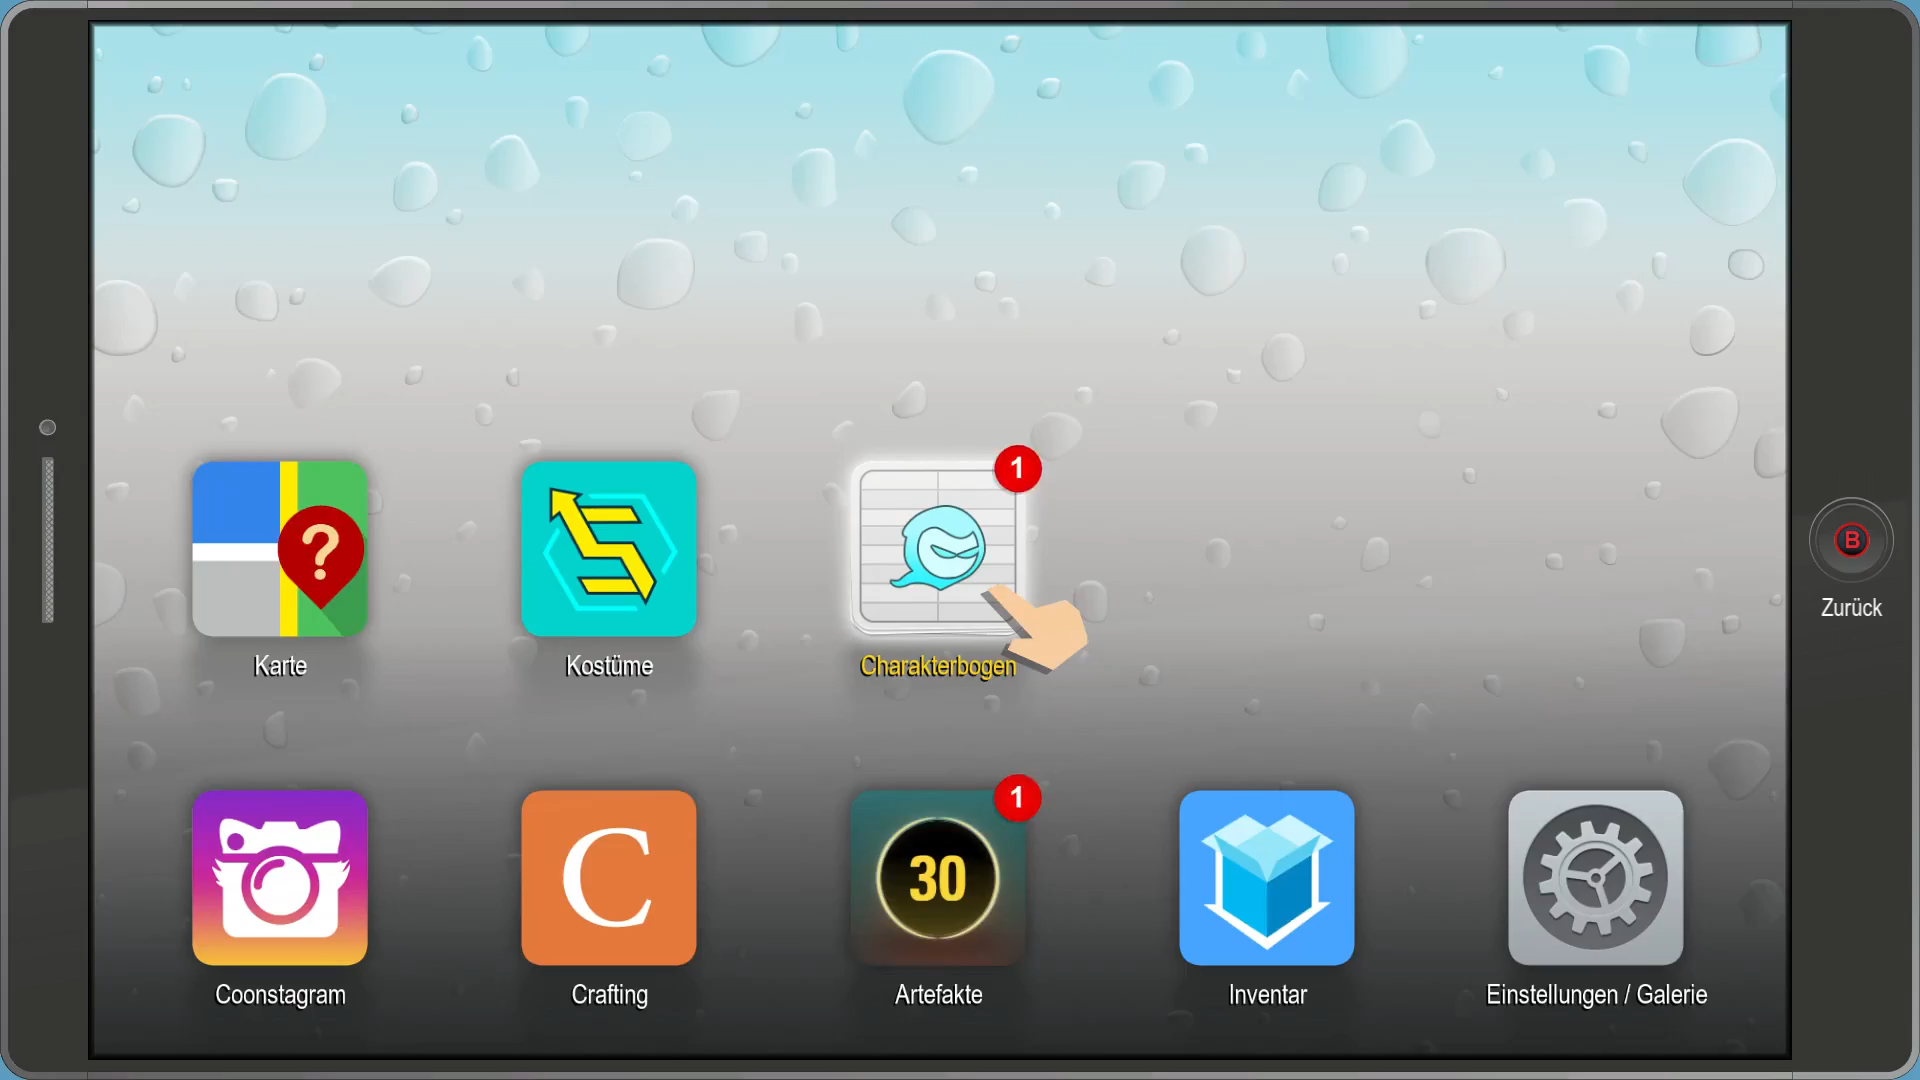 ?
1
Karte
Kostüme
Charakterbogen
B
Zurück
C
30
1
Coonstagram
Crafting
Artefakte
Inventar
Einstellungen / Galerie